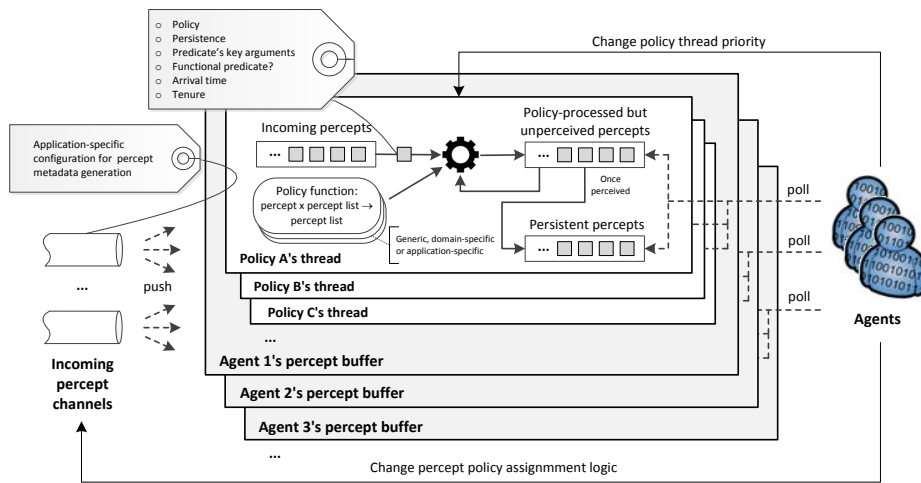 Policy
Persistence
Predicate's key arguments
Functional predicate?
Arrival time
Tenure
Change policy thread priority
Application-specific
configuration for percept
metadata generation
Incoming percepts
...
Policy-processed but
unperceived percepts
...
Policy function:
percept x percept list →
percept list
Once
perceived
Generic, domain-specific
or application-specific
Persistent percepts
...
Policy A's thread
Policy B's thread
Policy C's thread
...
Agent 1's percept buffer
Agent 2's percept buffer
Agent 3's percept buffer
...
...
push
Incoming
percept
channels
poll
poll
poll
Agents
Change percept policy assignmment logic